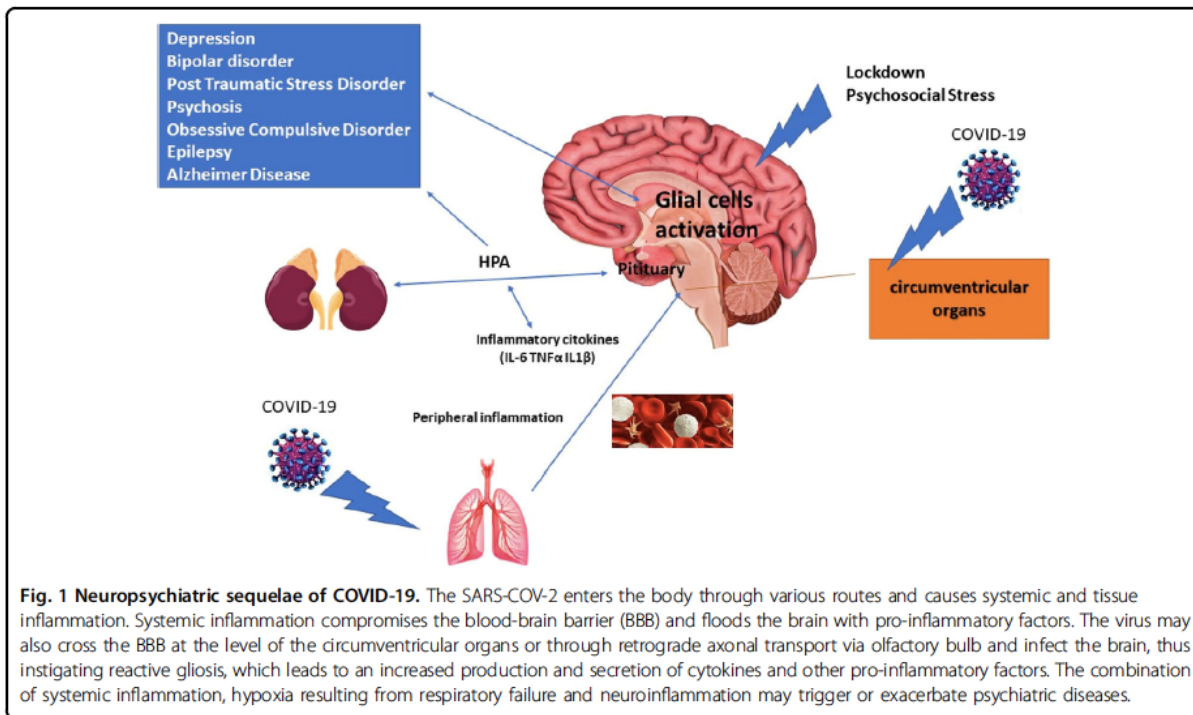 Depression
Bipolar disorder
Post Traumatic Stress Disorder
Psychosis
Obsessive Compulsive Disorder
Epilepsy
Alzheimer Disease
Lockdown
Psychosocial Stress
COVID-19
Glial cells
activation
HPA
Pitituary
circumventricular
organs
Inflammatory citokines
(IL-6 TNFα IL1β)
COVID-19
Peripheral inflammation
Fig. 1 Neuropsychiatric sequelae of COVID-19. The SARS-COV-2 enters the body through various routes and causes systemic and tissue
inflammation. Systemic inflammation compromises the blood-brain barrier (BBB) and floods the brain with pro-inflammatory factors. The virus may
also cross the BBB at the level of the circumventricular organs or through retrograde axonal transport via olfactory bulb and infect the brain, thus
instigating reactive gliosis, which leads to an increased production and secretion of cytokines and other pro-inflammatory factors. The combination
of systemic inflammation, hypoxia resulting from respiratory failure and neuroinflammation may trigger or exacerbate psychiatric diseases.